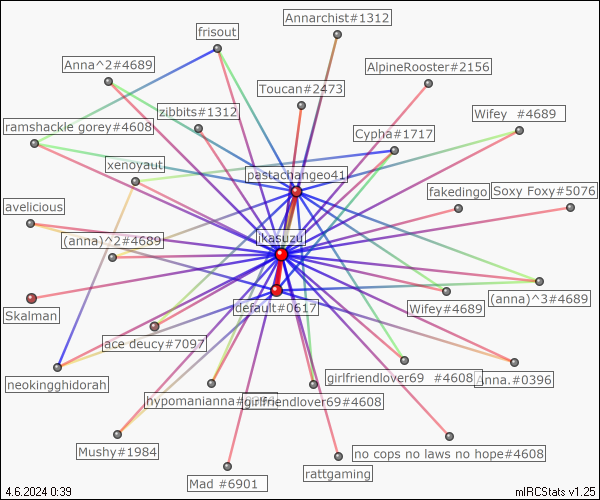 Annarchist#1312
frisout
Anna^2#4689
AlpineRooster#2156
Toucan#2473
zibbits#1312
Wifey #4689
ramshackle gorey#4608
Cypha#1717
xenoyaut
pastachangeo41
fakedingo
Soxy Foxy#5076
avelicious
(anna)^2#4689
ikasuzu
Skalman
default#0617
Wifey#4689
(anna)^3#4689
ace deucy#7097
neokingghidorah
girlfriendlover69 #4608
Anna.#0396
hypomanianna#
girlfriendlover69#4608
Mushy#1984
no cops no laws no hope#4608
Mad #6901
rattgaming
4.6.2024 0:39
mIRCStats v1.25